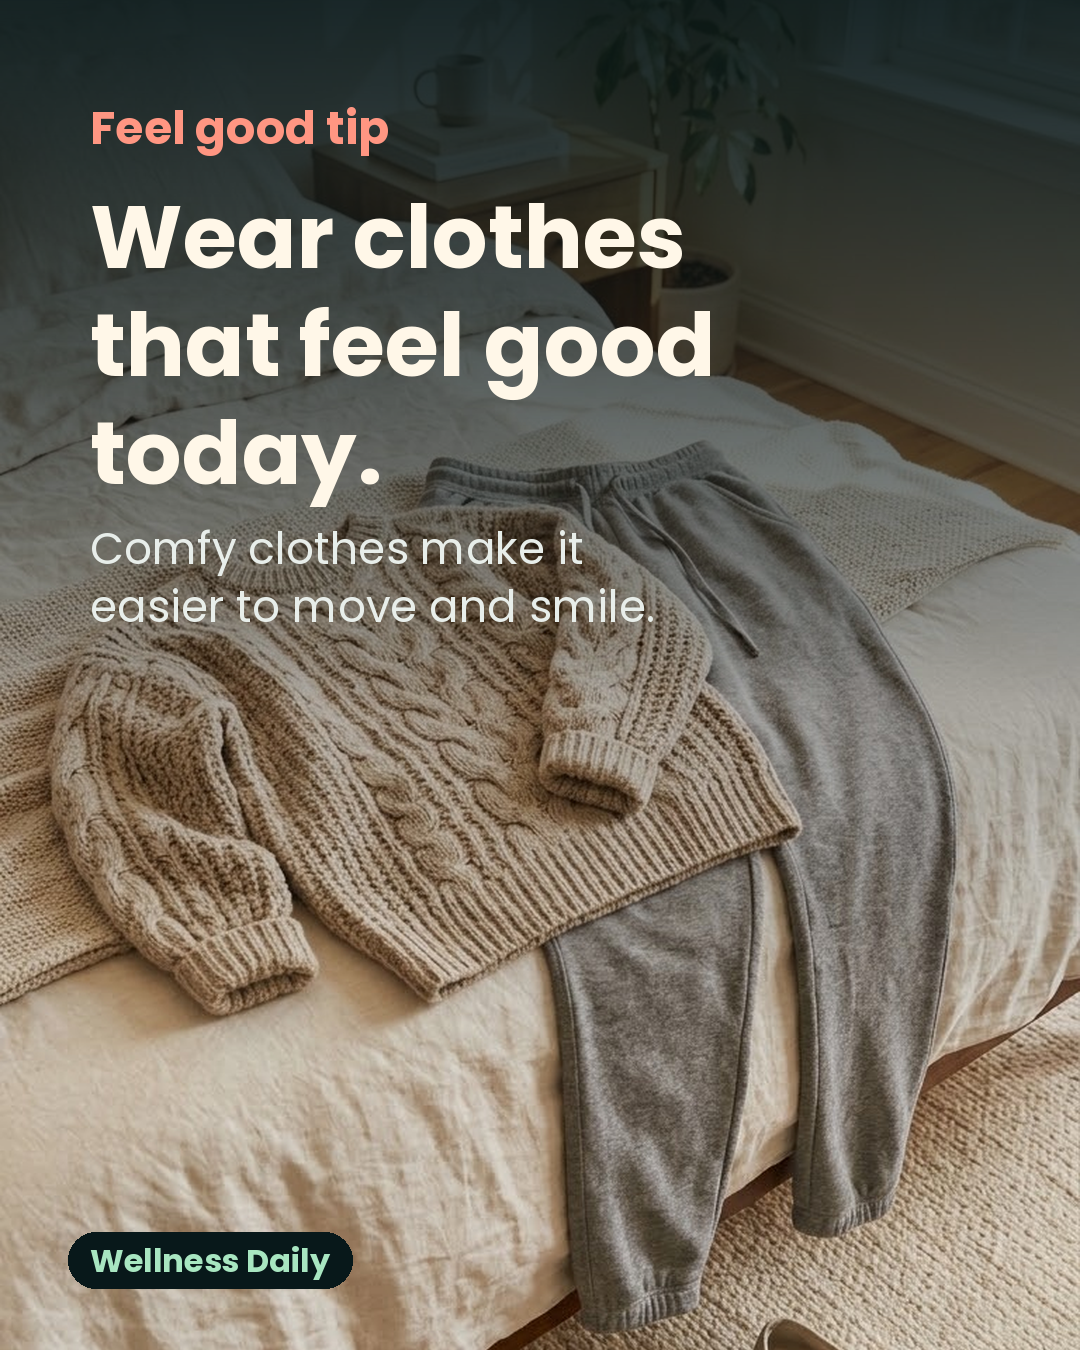 Feel good tip
Wear clothes
that feel good
today.
Comfy clothes make it
easier to move and smile.
Wellness Daily